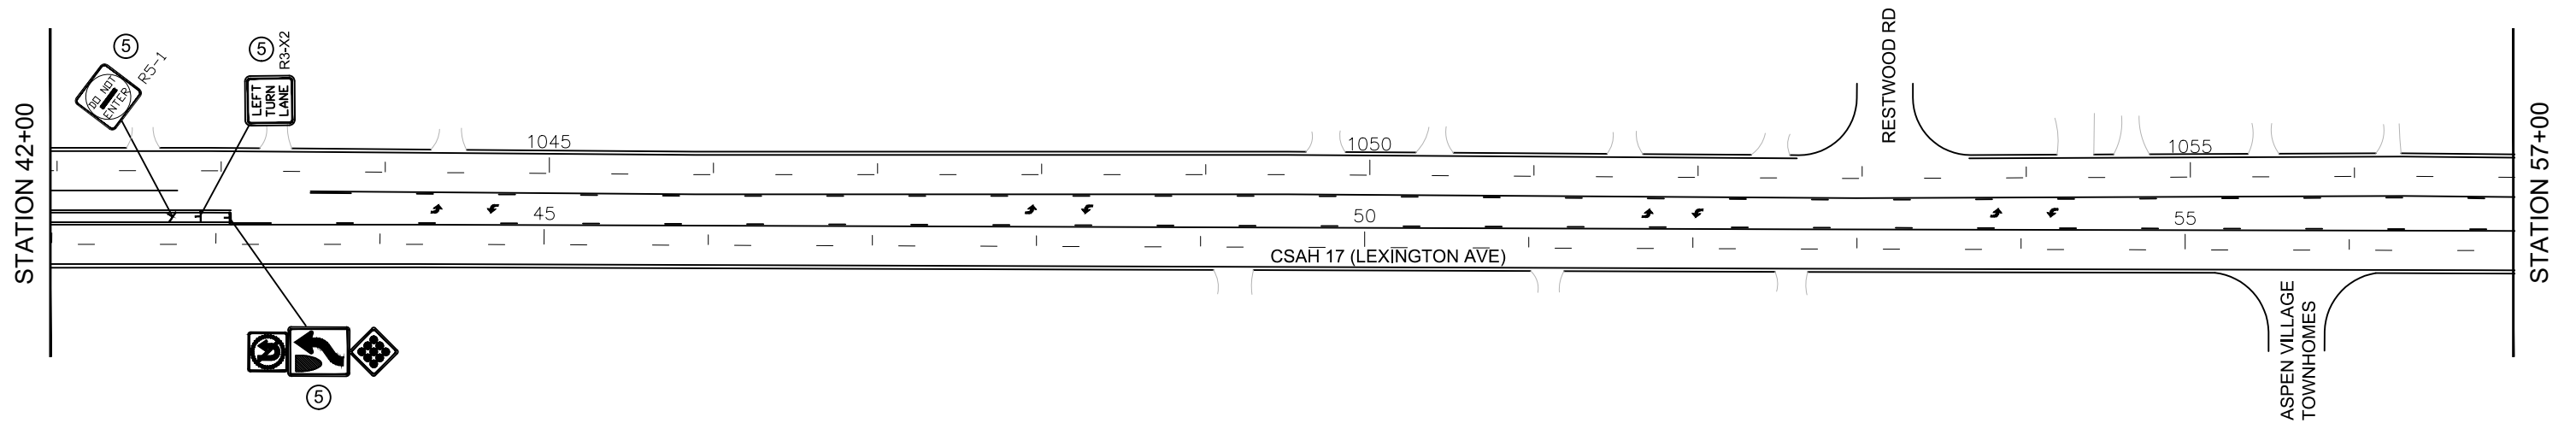 STATION 42+00
5
DO NOT
ENTER
R5-1
5
LEFT
TURN
LANE
R3-X2
1045
1050
RESTWOOD RD
1055
45
50
55
CSAH 17 (LEXINGTON AVE)
5
ASPEN VILLAGE
TOWNHOMES
STATION 57+00